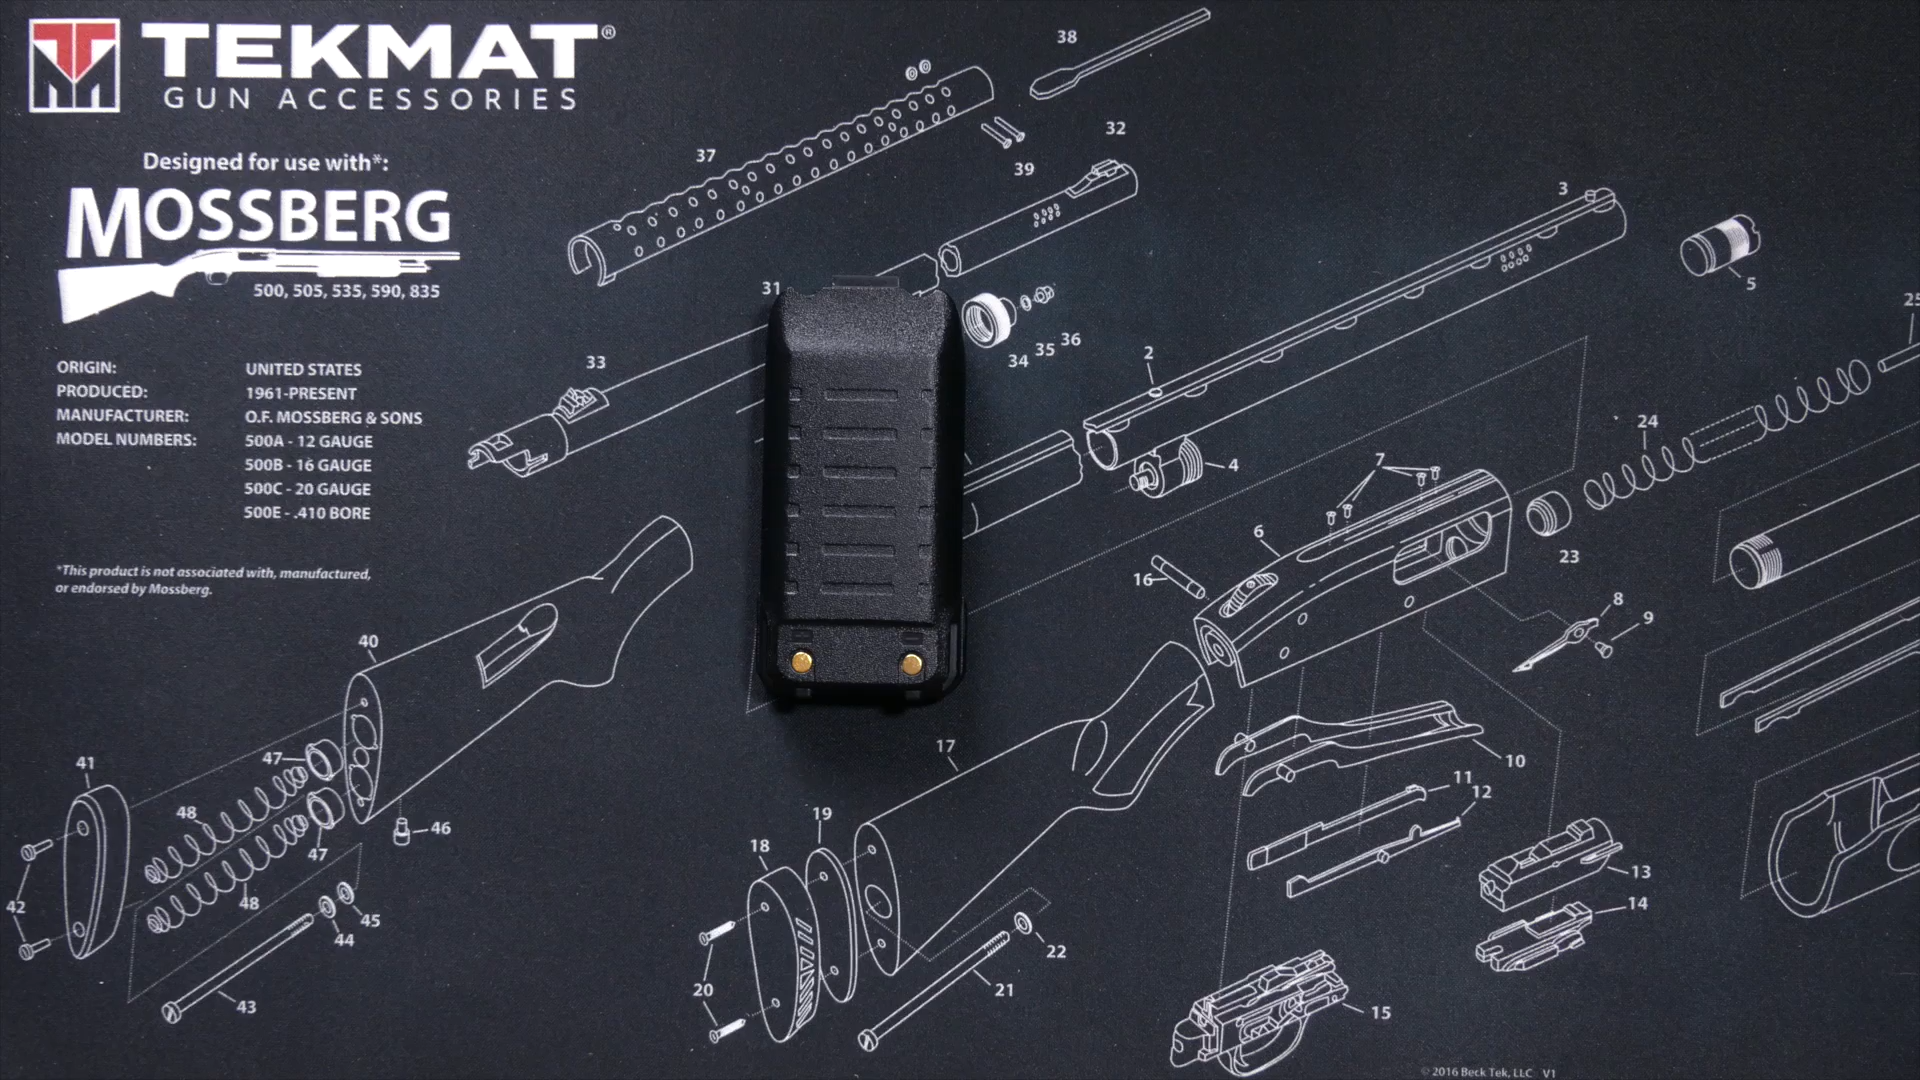 TEKMAT®
GUN ACCESSORIES
Designed for use with*:
MOSSBERG
500, 505, 535, 590, 835
ORIGIN: UNITED STATES
PRODUCED: 1961-PRESENT
MANUFACTURER: O.F. MOSSBERG & SONS
MODEL NUMBERS: 500A - 12 GAUGE
500B - 16 GAUGE
500C - 20 GAUGE
500E - .410 BORE
*This product is not associated with, manufactured,
or endorsed by Mossberg.
38
37
32
39
3
5
31
25
33
34
35
36
2
24
4
7
6
23
16
8
9
40
17
10
41
47
11
12
48
19
46
18
47
13
48
14
42
45
44
22
20
21
43
15
© 2016 Beck Tek, LLC V1